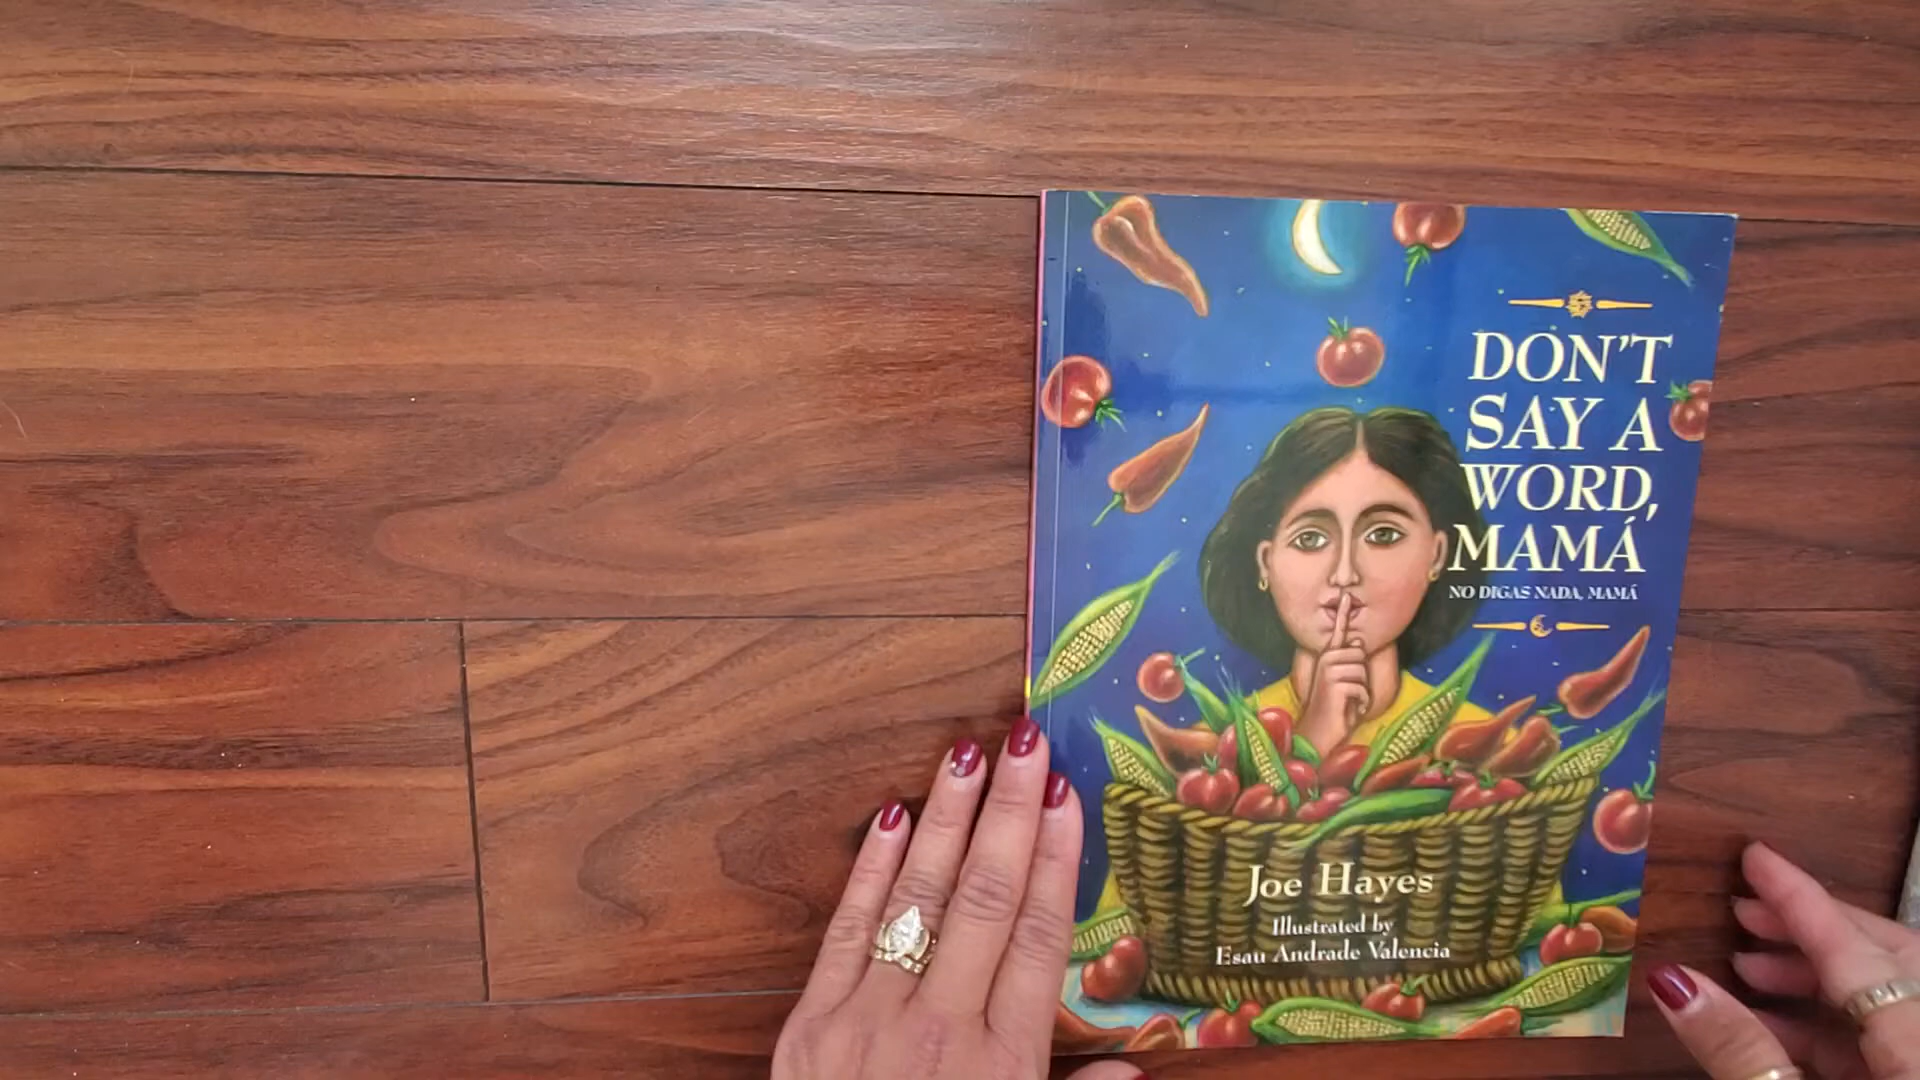 DON'T
SAY A
WORD,
MAMÁ
NO DIGAS NADA, MAMÁ
Joe Hayes
Illustrated by
Esau Andrade Valencia